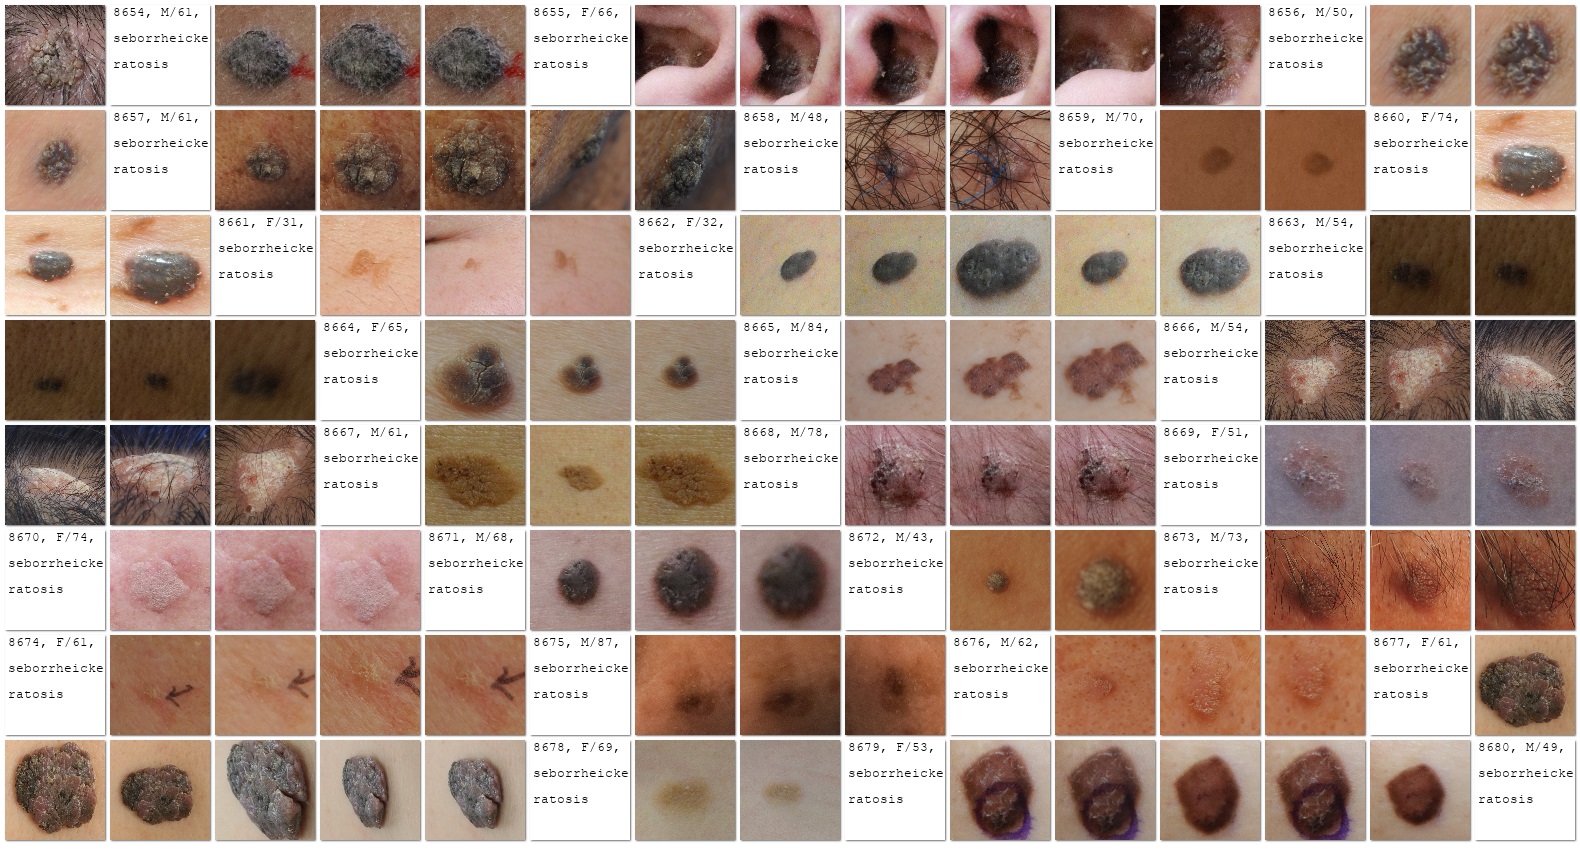 8654, M/61,
seborrheicke
ratosis
8655, F/66,
seborrheicke
ratosis
8656, M/50,
seborrheicke
ratosis
8657, M/61,
seborrheicke
ratosis
8658, M/48,
seborrheicke
ratosis
8659, M/70,
seborrheicke
ratosis
8660, F/74,
seborrheicke
ratosis
8661, F/31,
seborrheicke
ratosis
8662, F/32,
seborrheicke
ratosis
8663, M/54,
seborrheicke
ratosis
8664, F/65,
seborrheicke
ratosis
8665, M/84,
seborrheicke
ratosis
8666, M/54,
seborrheicke
ratosis
8667, M/61,
seborrheicke
ratosis
8668, M/78,
seborrheicke
ratosis
8669, F/51,
seborrheicke
ratosis
8670, F/74,
seborrheicke
ratosis
8671, M/68,
seborrheicke
ratosis
8672, M/43,
seborrheicke
ratosis
8673, M/73,
seborrheicke
ratosis
8674, F/61,
seborrheicke
ratosis
8675, M/87,
seborrheicke
ratosis
8676, M/62,
seborrheicke
ratosis
8677, F/61,
seborrheicke
ratosis
8678, F/69,
seborrheicke
ratosis
8679, F/53,
seborrheicke
ratosis
8680, M/49,
seborrheicke
ratosis